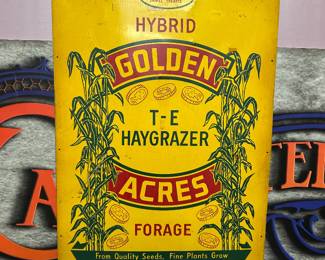 HYBRID
GOLDEN
T-E
HAYGRAZER
ACRES
FORAGE
From Quality Seeds, Fine Plants Grow